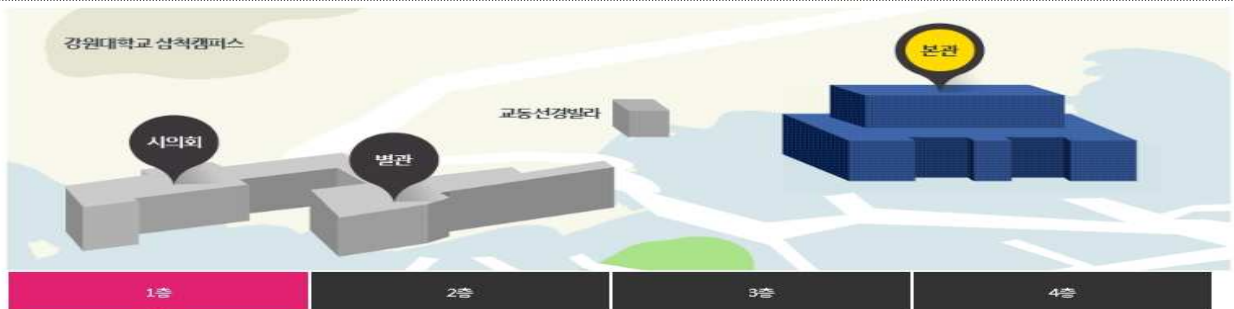 강원대학교 삼척캠퍼스
본관
교동선경빌라
시의회
별관
1층 2층 3층 4층